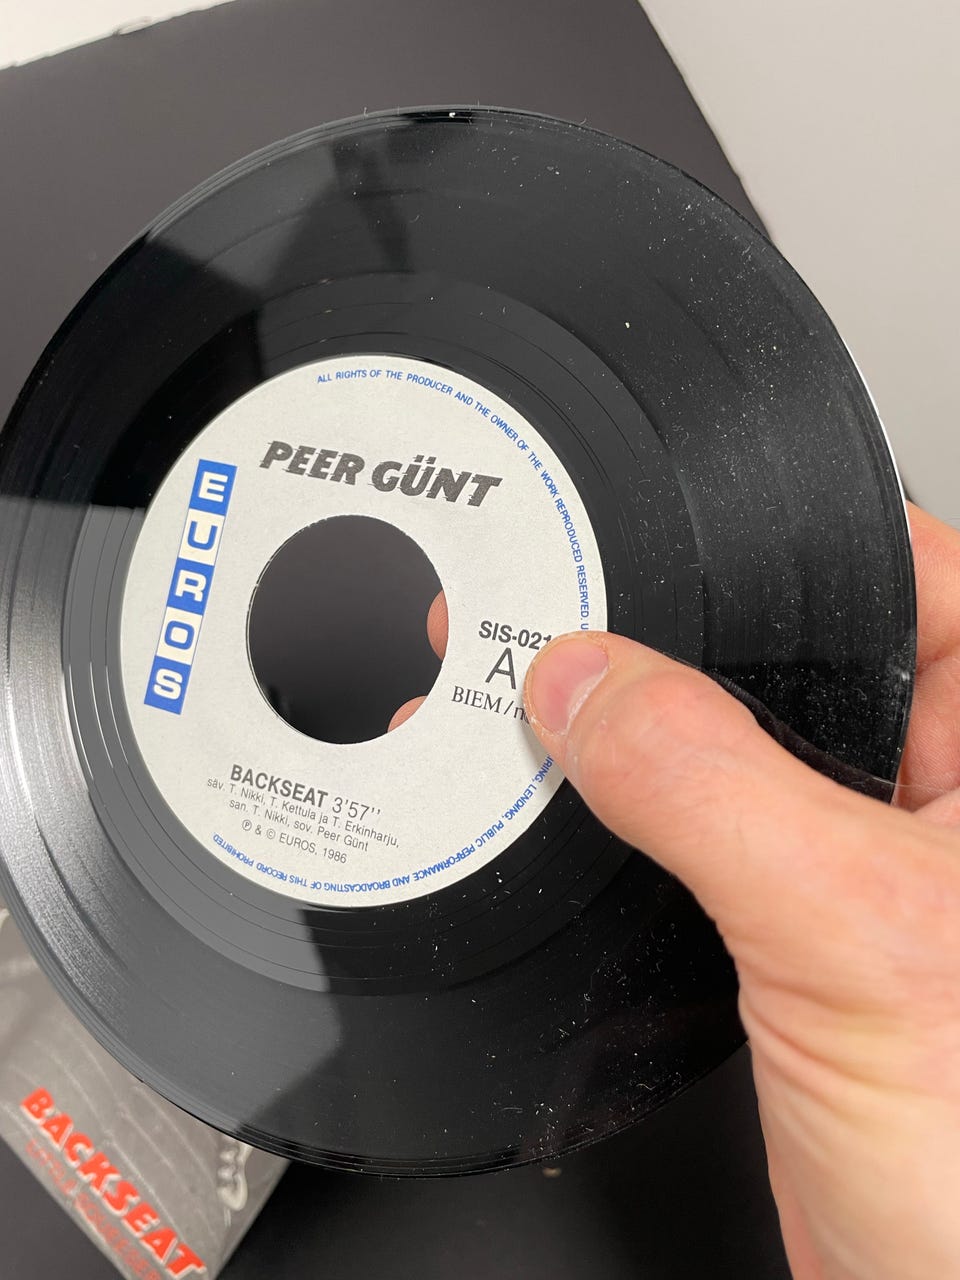 ALL RIGHTS OF THE PRODUCER AND THE OWNER OF THE WORK REPRODUCED RESERVED. U
PEER GÜNT
EUROS
SIS-021
A
BIEM/n
BACKSEAT 3'57''
säv. T. Nikki, T. Kettula ja T. Erkinharju,
san. T. Nikki, sov. Peer Günt
℗ & © EUROS, 1986
IRING, LENDING, PUBLIC PERFORMANCE AND BROADCASTING OF THIS RECORD PROHIBITED
BACKSEAT